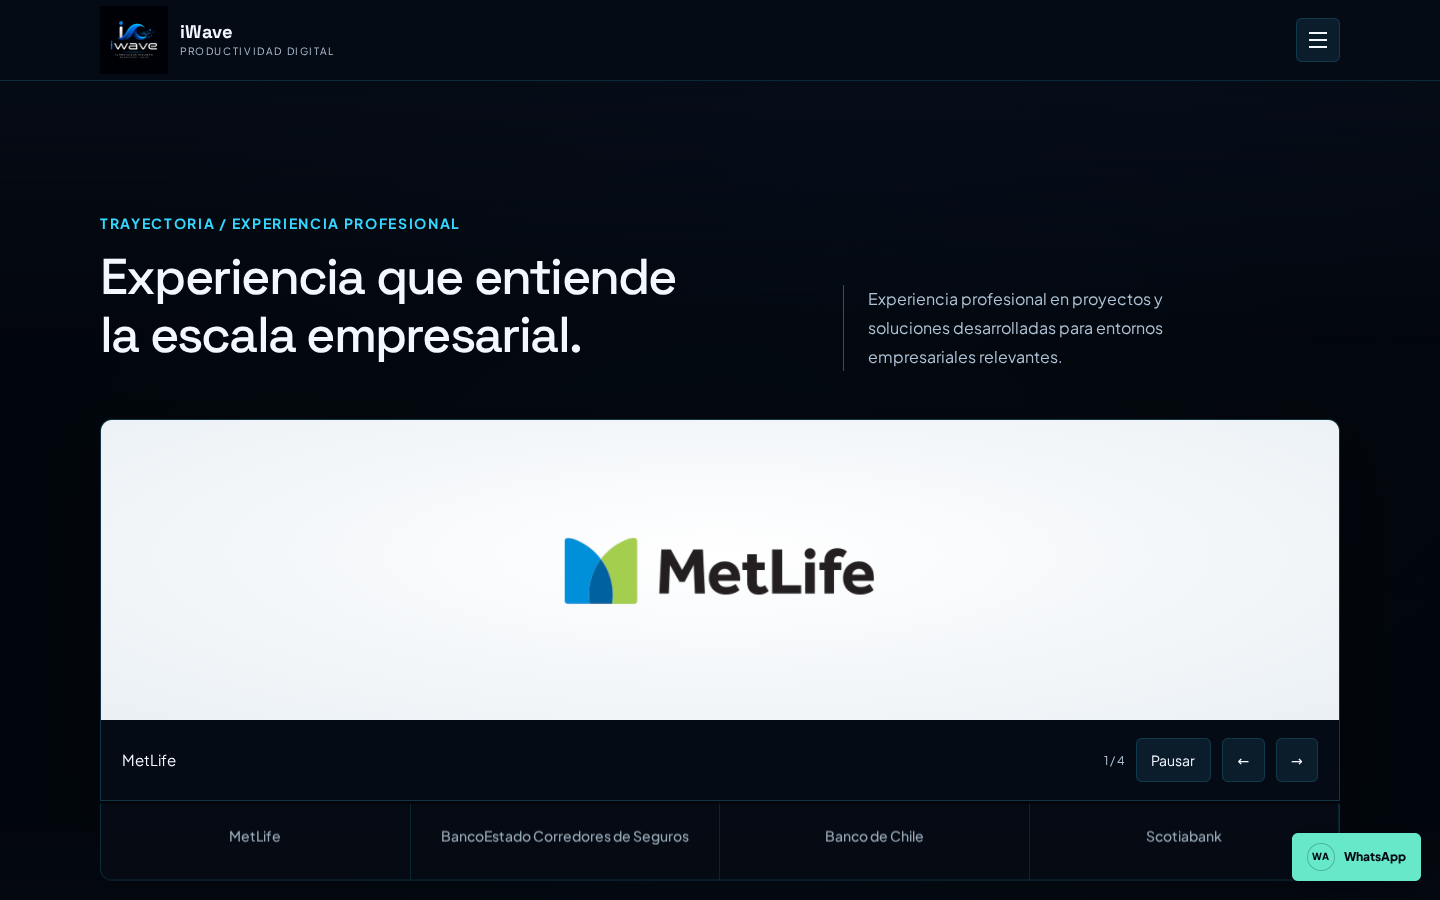 iwave
iWave
PRODUCTIVIDAD DIGITAL
TRAYECTORIA / EXPERIENCIA PROFESIONAL
Experiencia que entiende
la escala empresarial.
Experiencia profesional en proyectos y
soluciones desarrolladas para entornos
empresariales relevantes.
MetLife
MetLife
1 / 4
Pausar
←
→
MetLife
BancoEstado Corredores de Seguros
Banco de Chile
Scotiabank
WA
WhatsApp